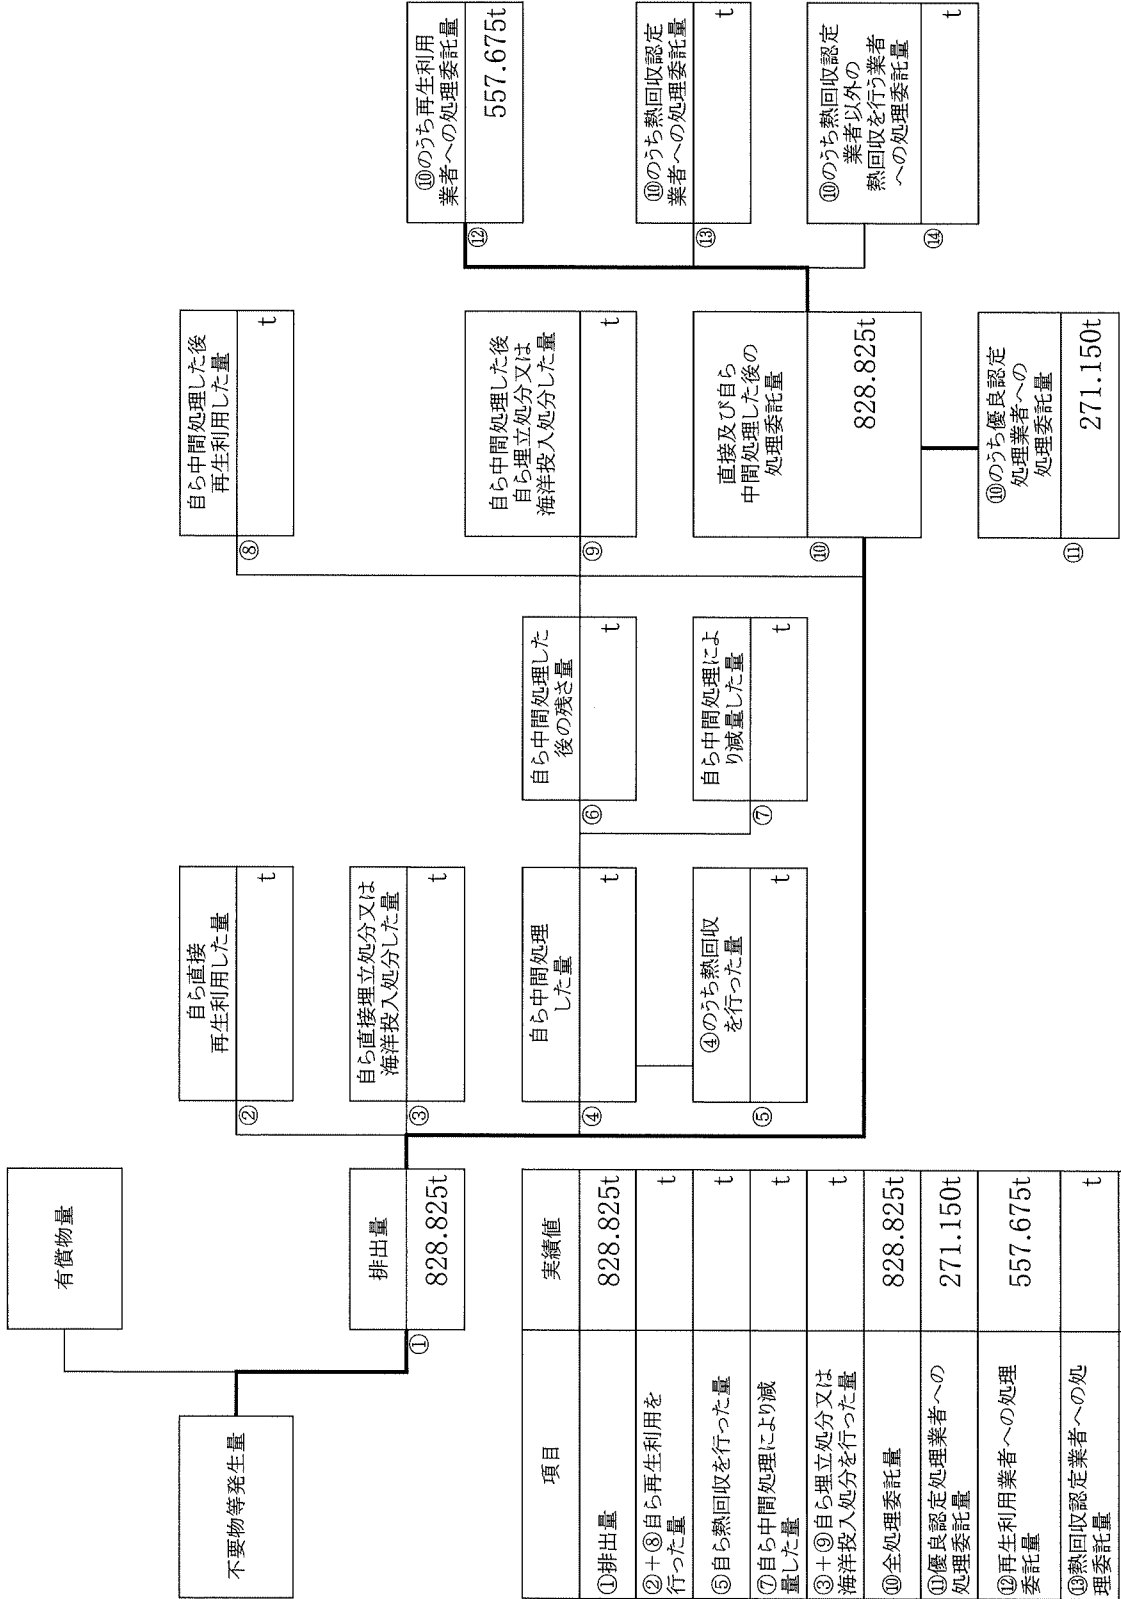 有償物量
不要物等発生量
排出量
① 828.825t
自ら直接
再生利用した量
② t
自ら直接埋立処分又は
海洋投入処分した量
③ t
自ら中間処理
した量
④ t
④のうち熱回収
を行った量
⑤ t
自ら中間処理した
後の残さ量
⑥ t
自ら中間処理によ
り減量した量
⑦ t
自ら中間処理した後
再生利用した量
⑧ t
自ら中間処理した後
自ら埋立処分又は
海洋投入処分した量
⑨ t
直接及び自ら
中間処理した後の
処理委託量
⑩ 828.825t
⑩のうち優良認定
処理業者への
処理委託量
⑪ 271.150t
⑩のうち再生利用
業者への処理委託量
⑫ 557.675t
⑩のうち熱回収認定
業者への処理委託量
⑬ t
⑩のうち熱回収認定
業者以外の
熱回収を行う業者
への処理委託量
⑭ t
項目 実績値
①排出量 828.825t
②+⑧自ら再生利用を
行った量 t
⑤自ら熱回収を行った量 t
⑦自ら中間処理により減
量した量 t
③+⑨自ら埋立処分又は
海洋投入処分を行った量 t
⑩全処理委託量 828.825t
⑪優良認定処理業者への
処理委託量 271.150t
⑫再生利用業者への処理
委託量 557.675t
⑬熱回収認定業者への処
理委託量 t